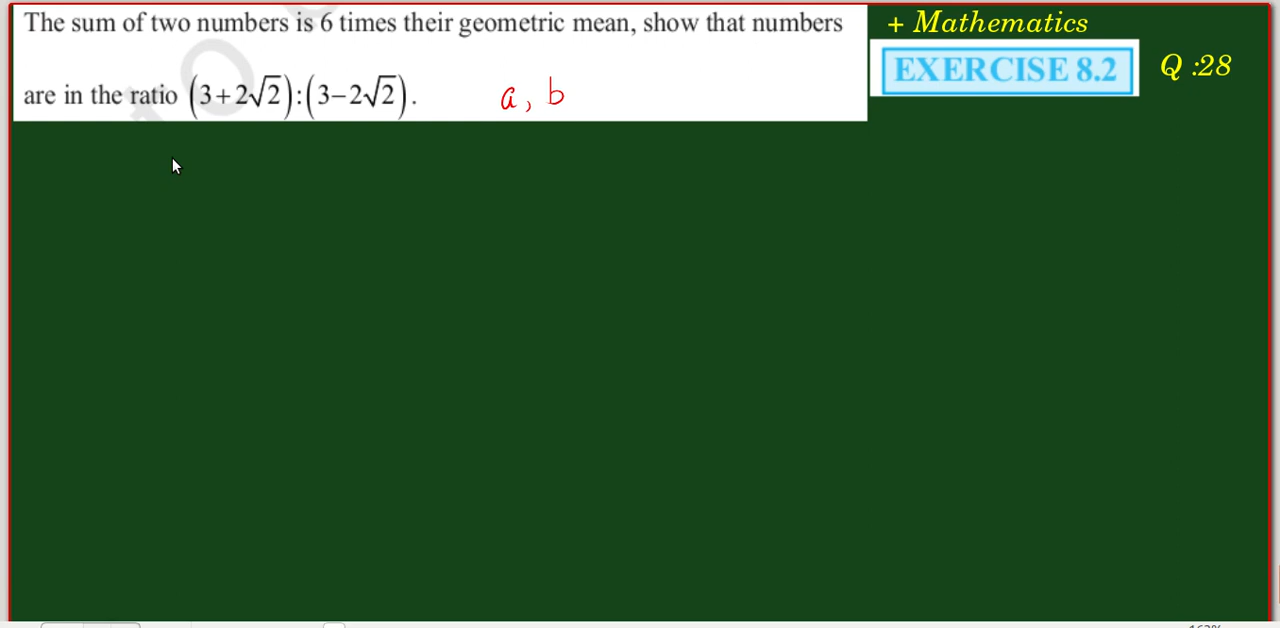 The sum of two numbers is 6 times their geometric mean, show that numbers
are in the ratio (3+2√2):(3−2√2).
a, b
+ Mathematics
EXERCISE 8.2
Q :28